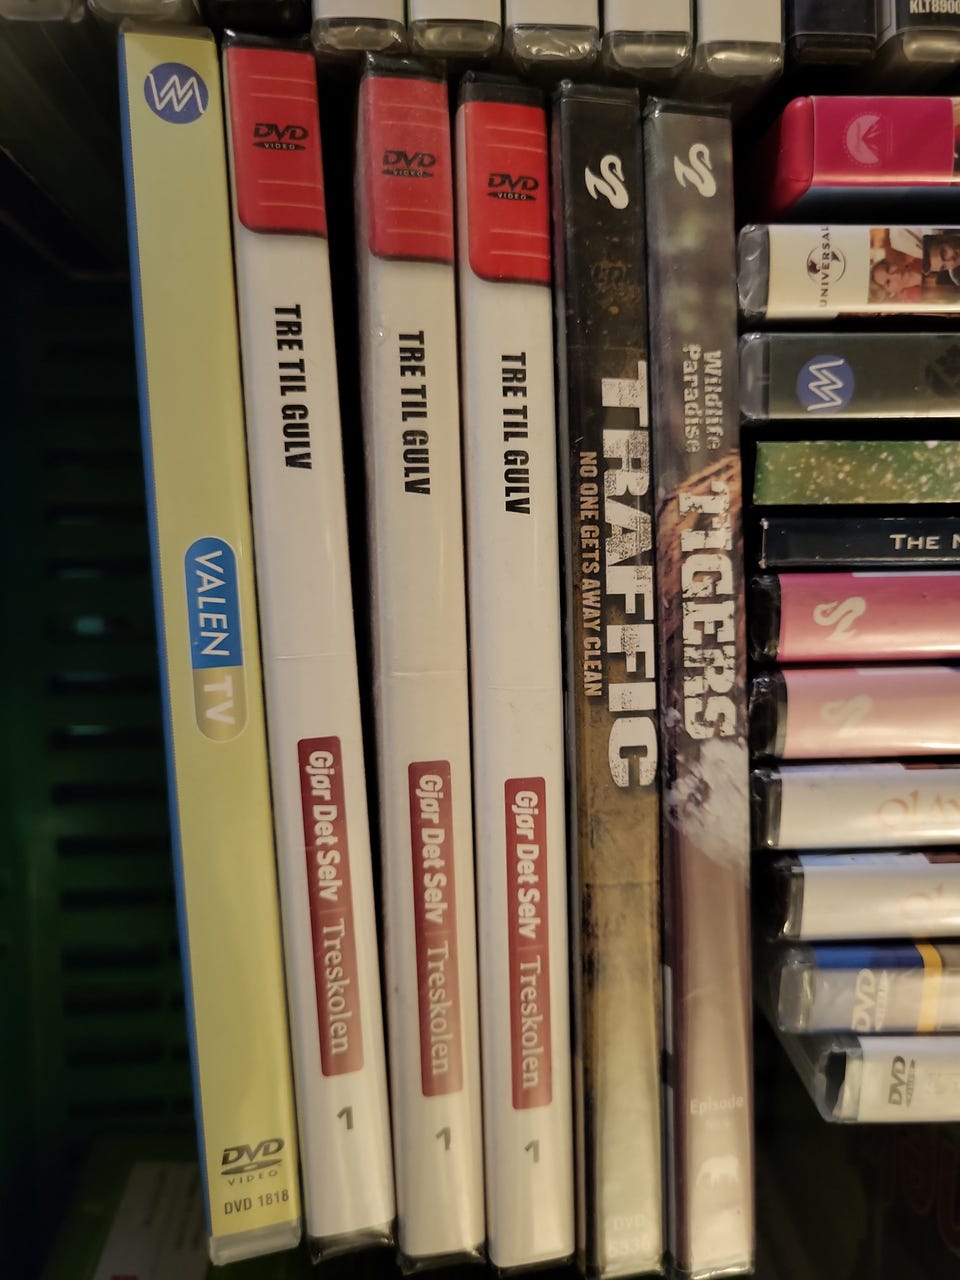 KLT8900
VALEN TV
DVD
VIDEO
DVD 1818
DVD
VIDEO
TRE TIL GULV
Gjør Det Selv | Treskolen
1
DVD
VIDEO
TRE TIL GULV
Gjør Det Selv | Treskolen
1
DVD
VIDEO
TRE TIL GULV
Gjør Det Selv | Treskolen
1
TRAFFIC
NO ONE GETS AWAY CLEAN
DVD
Wildlife
Paradise
TIGERS
Episode
UNIVERSAL
THE
DVD
DVD